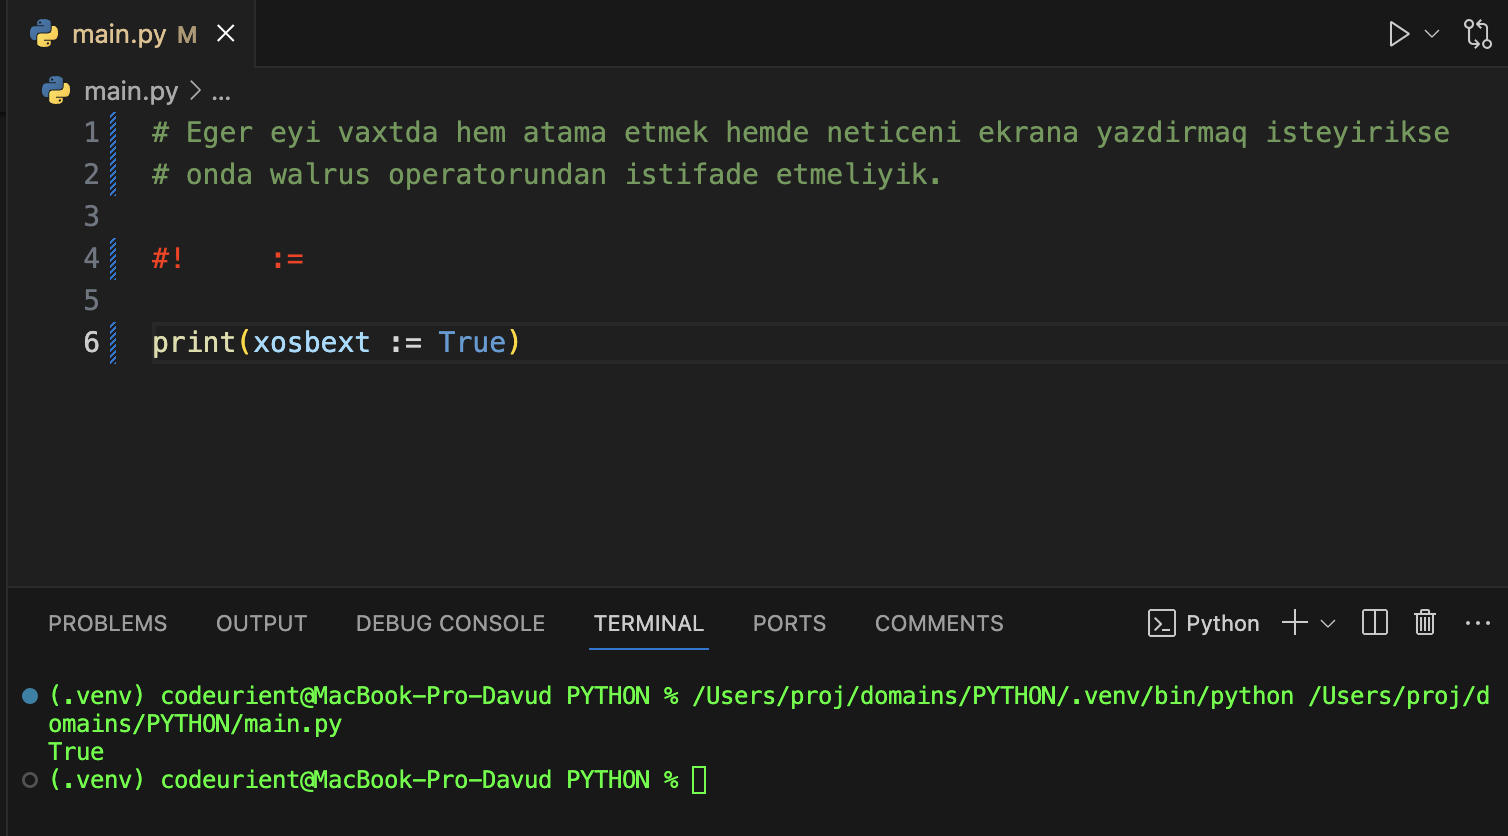 main.py M
main.py > ...
1 # Eger eyi vaxtda hem atama etmek hemde neticeni ekrana yazdirmaq isteyirikse
2 # onda walrus operatorundan istifade etmeliyik.
3
4 #!     :=
5
6 print(xosbext := True)
PROBLEMS OUTPUT DEBUG CONSOLE TERMINAL PORTS COMMENTS Python
(.venv) codeurient@MacBook-Pro-Davud PYTHON % /Users/proj/domains/PYTHON/.venv/bin/python /Users/proj/d
omains/PYTHON/main.py
True
(.venv) codeurient@MacBook-Pro-Davud PYTHON %